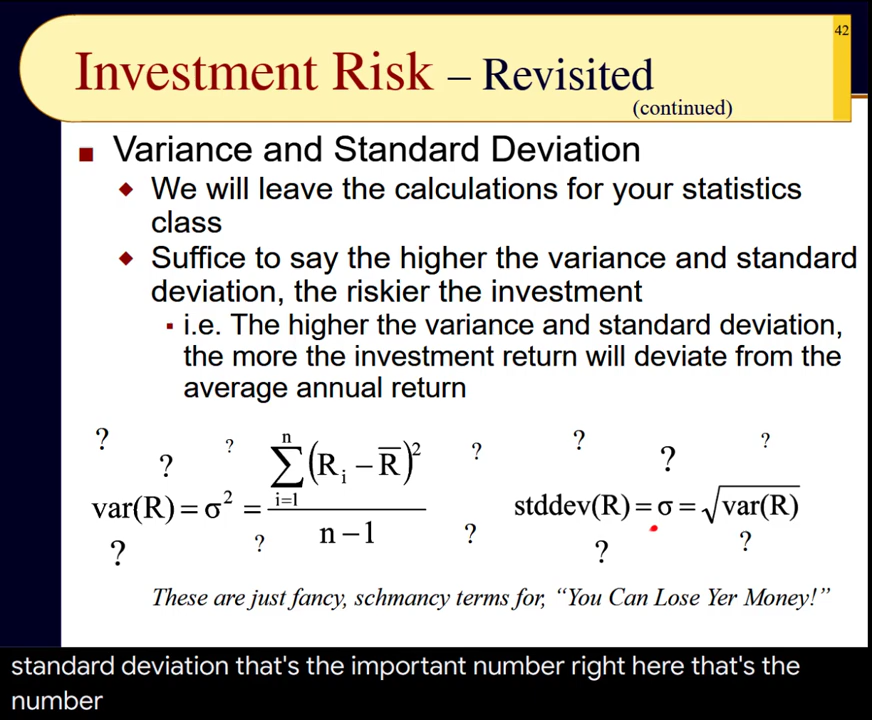 42
Investment Risk – Revisited
(continued)
■ Variance and Standard Deviation
◆ We will leave the calculations for your statistics
class
◆ Suffice to say the higher the variance and standard
deviation, the riskier the investment
▪ i.e. The higher the variance and standard deviation,
the more the investment return will deviate from the
average annual return
? ? ? ? ? ? ?
var(R) = σ² = ∑ᵢ₌₁ⁿ (Rᵢ − R̅)² / (n − 1)
stddev(R) = σ = √var(R)
? ? ? ? ?
These are just fancy, schmancy terms for, “You Can Lose Yer Money!”
standard deviation that's the important number right here that's the
number